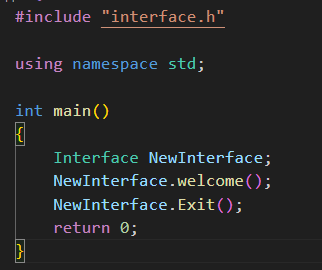 #include "interface.h"
using namespace std;
int main()
{
    Interface NewInterface;
    NewInterface.welcome();
    NewInterface.Exit();
    return 0;
}